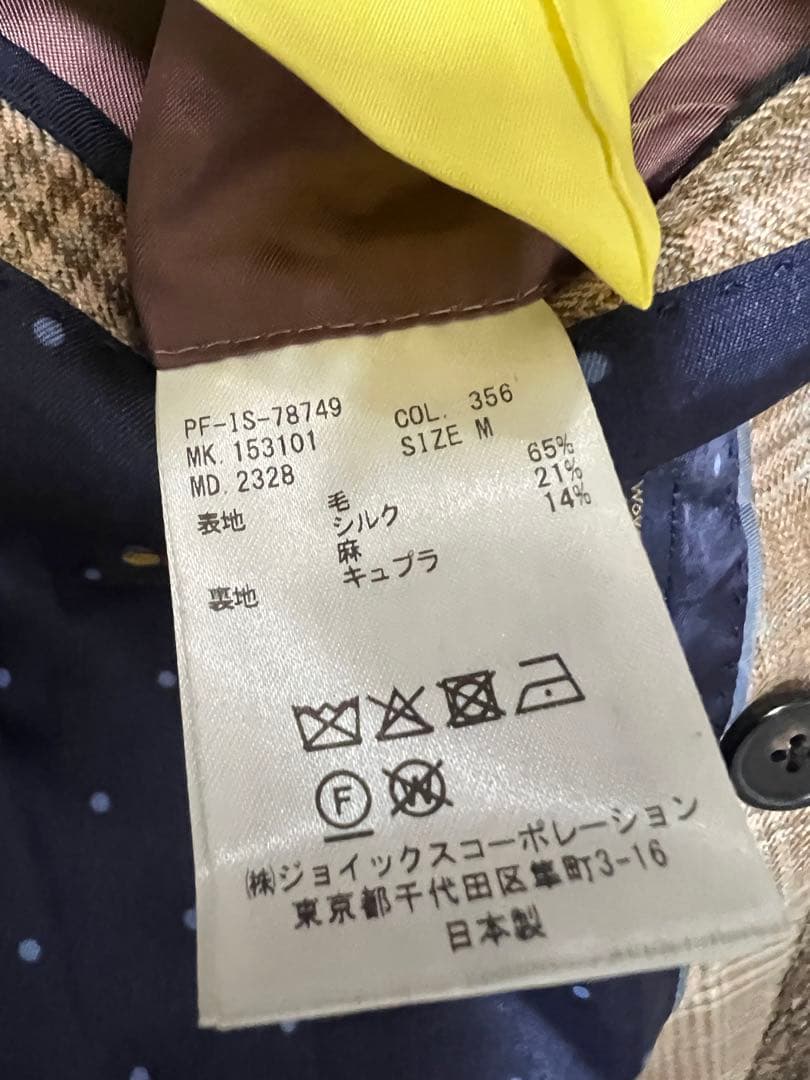 PF-IS-78749 COL. 356
MK. 153101 SIZE M
MD. 2328
表地 毛 65%
シルク 21%
麻 14%
裏地 キュプラ
F
W
㈱ジョイックスコーポレーション
東京都千代田区隼町3-16
日本製